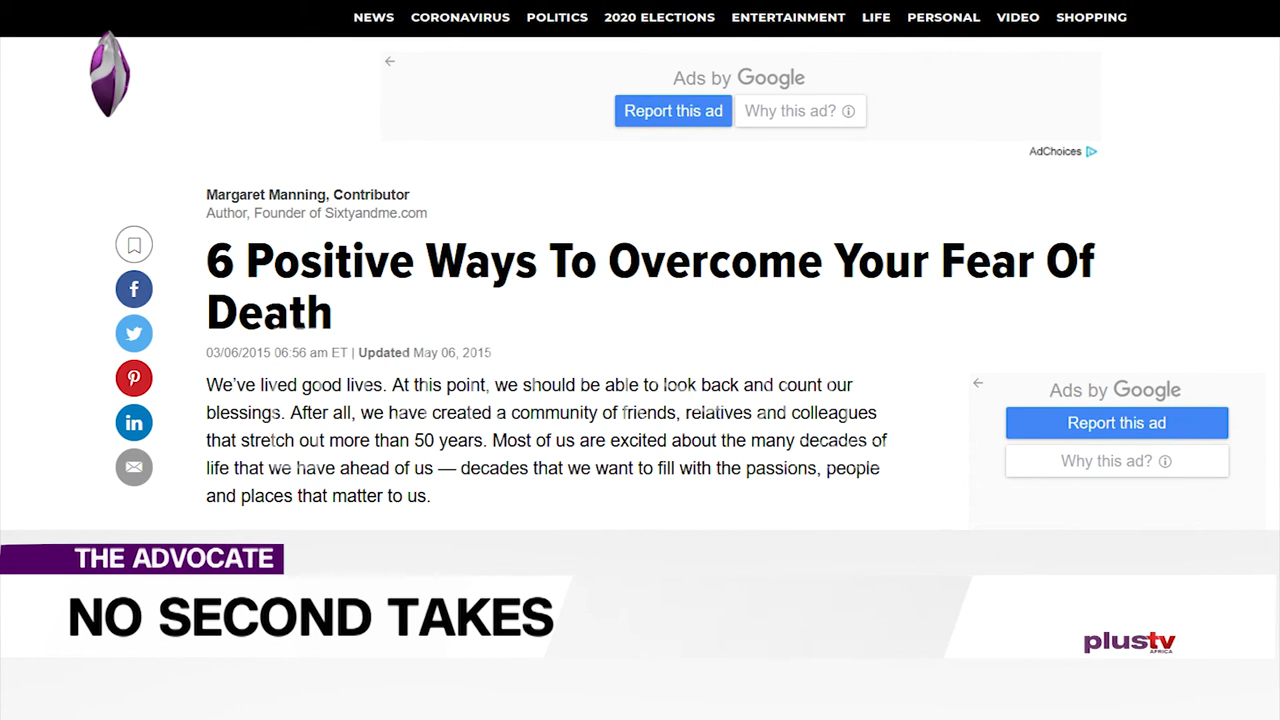 NEWS CORONAVIRUS POLITICS 2020 ELECTIONS ENTERTAINMENT LIFE PERSONAL VIDEO SHOPPING
Ads by Google
Report this ad Why this ad?
AdChoices
Margaret Manning, Contributor
Author, Founder of Sixtyandme.com
6 Positive Ways To Overcome Your Fear Of
Death
03/06/2015 06:56 am ET | Updated May 06, 2015
We've lived good lives. At this point, we should be able to look back and count our
blessings. After all, we have created a community of friends, relatives and colleagues
that stretch out more than 50 years. Most of us are excited about the many decades of
life that we have ahead of us — decades that we want to fill with the passions, people
and places that matter to us.
Ads by Google
Report this ad
Why this ad?
THE ADVOCATE
NO SECOND TAKES
plustv
AFRICA